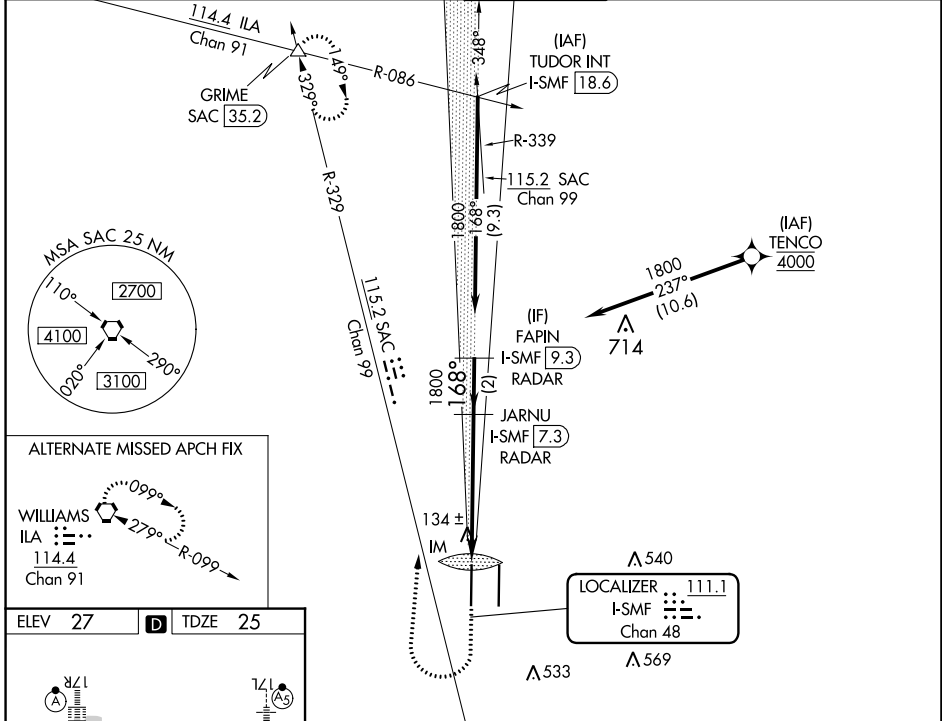 114.4 ILA
Chan 91
GRIME
SAC 35.2
149°
329°
R-086
348°
(IAF)
TUDOR INT
I-SMF 18.6
R-339
115.2 SAC
Chan 99
R-329
1800
168°
(9.3)
(IAF)
TENCO
4000
1800
237°
(10.6)
714
MSA SAC 25 NM
110°
2700
4100
020°
3100
290°
115.2 SAC
Chan 99
(IF)
FAPIN
I-SMF 9.3
RADAR
1800
168°
(2)
JARNU
I-SMF 7.3
RADAR
ALTERNATE MISSED APCH FIX
WILLIAMS
ILA
114.4
Chan 91
099°
279°
R-099
134 ±
IM
540
LOCALIZER 111.1
I-SMF
Chan 48
533
569
ELEV 27 D TDZE 25
A
17R
17L
A5